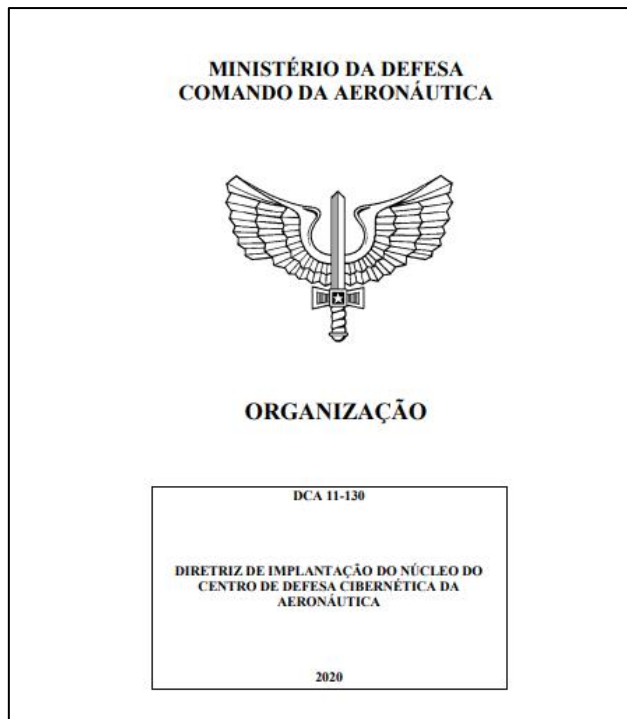 MINISTÉRIO DA DEFESA
COMANDO DA AERONÁUTICA
ORGANIZAÇÃO
DCA 11-130
DIRETRIZ DE IMPLANTAÇÃO DO NÚCLEO DO
CENTRO DE DEFESA CIBERNÉTICA DA
AERONÁUTICA
2020